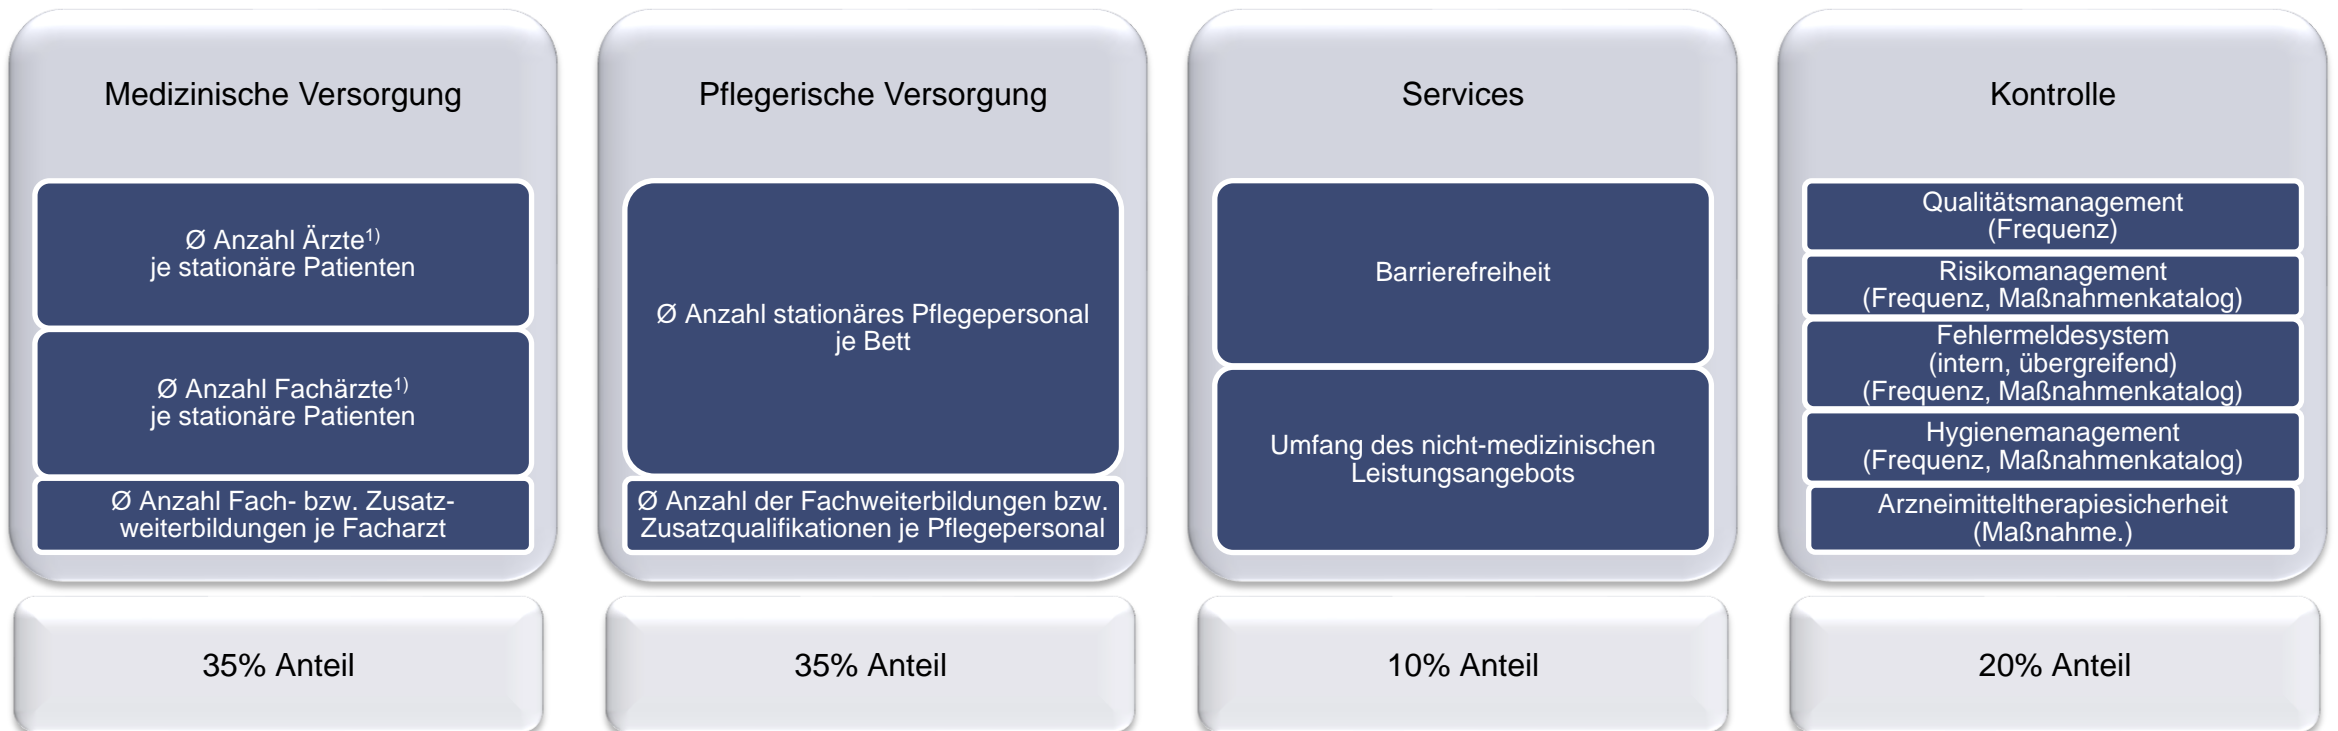 Medizinische Versorgung
Ø Anzahl Ärzte1)
je stationäre Patienten
Ø Anzahl Fachärzte1)
je stationäre Patienten
Ø Anzahl Fach- bzw. Zusatz-
weiterbildungen je Facharzt
35% Anteil
Pflegerische Versorgung
Ø Anzahl stationäres Pflegepersonal
je Bett
Ø Anzahl der Fachweiterbildungen bzw.
Zusatzqualifikationen je Pflegepersonal
35% Anteil
Services
Barrierefreiheit
Umfang des nicht-medizinischen
Leistungsangebots
10% Anteil
Kontrolle
Qualitätsmanagement
(Frequenz)
Risikomanagement
(Frequenz, Maßnahmenkatalog)
Fehlermeldesystem
(intern, übergreifend)
(Frequenz, Maßnahmenkatalog)
Hygienemanagement
(Frequenz, Maßnahmenkatalog)
Arzneimitteltherapiesicherheit
(Maßnahme.)
20% Anteil